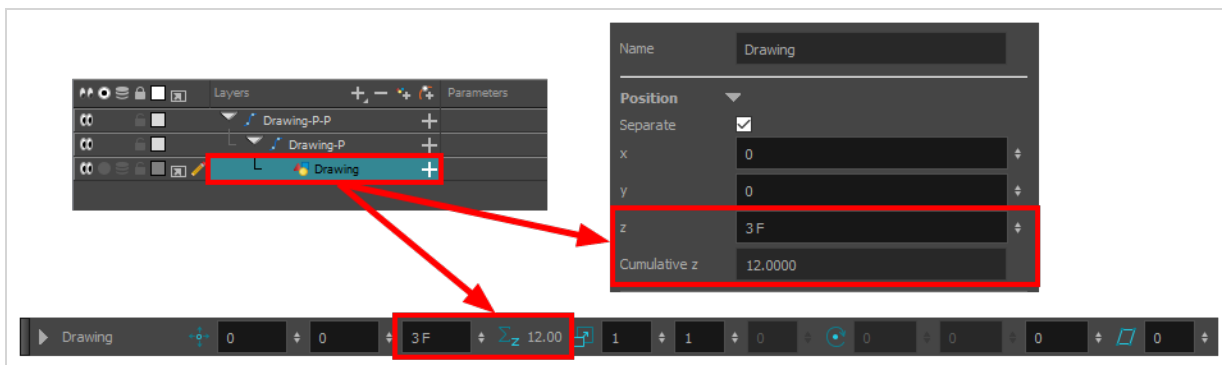 Layers Parameters
Drawing-P-P
Drawing-P
Drawing
Name Drawing
Position
Separate
x 0
y 0
z 3 F
Cumulative z 12.0000
Drawing 0 0 3 F Σz 12.00 1 1 0 0 0 0 0